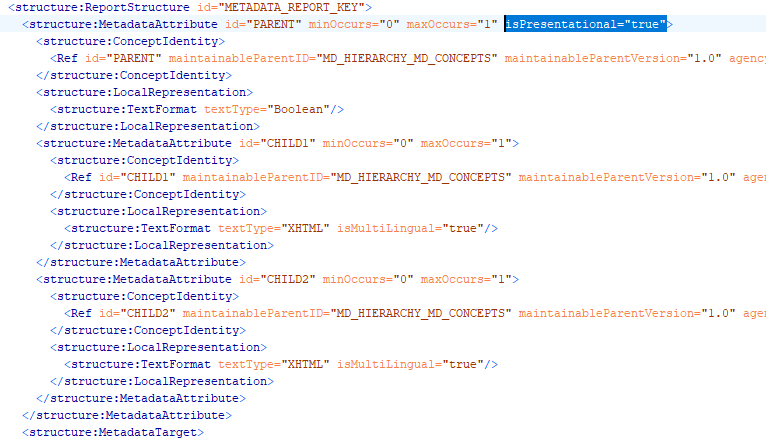 <structure:ReportStructure id="METADATA_REPORT_KEY">
<structure:MetadataAttribute id="PARENT" minOccurs="0" maxOccurs="1" isPresentational="true">
<structure:ConceptIdentity>
<Ref id="PARENT" maintainableParentID="MD_HIERARCHY_MD_CONCEPTS" maintainableParentVersion="1.0" agency
</structure:ConceptIdentity>
<structure:LocalRepresentation>
<structure:TextFormat textType="Boolean"/>
</structure:LocalRepresentation>
<structure:MetadataAttribute id="CHILD1" minOccurs="0" maxOccurs="1">
<structure:ConceptIdentity>
<Ref id="CHILD1" maintainableParentID="MD_HIERARCHY_MD_CONCEPTS" maintainableParentVersion="1.0" agen
</structure:ConceptIdentity>
<structure:LocalRepresentation>
<structure:TextFormat textType="XHTML" isMultiLingual="true"/>
</structure:LocalRepresentation>
</structure:MetadataAttribute>
<structure:MetadataAttribute id="CHILD2" minOccurs="0" maxOccurs="1">
<structure:ConceptIdentity>
<Ref id="CHILD2" maintainableParentID="MD_HIERARCHY_MD_CONCEPTS" maintainableParentVersion="1.0" agen
</structure:ConceptIdentity>
<structure:LocalRepresentation>
<structure:TextFormat textType="XHTML" isMultiLingual="true"/>
</structure:LocalRepresentation>
</structure:MetadataAttribute>
</structure:MetadataAttribute>
<structure:MetadataTarget>